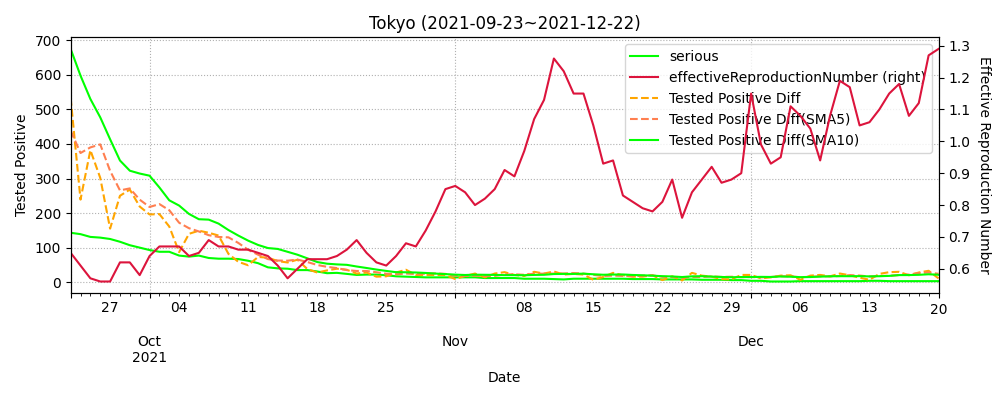 Tokyo (2021-09-23~2021-12-22)
700
600
500
400
300
200
100
0
Tested Positive
1.3
1.2
1.1
1.0
0.9
0.8
0.7
0.6
Effective Reproduction Number
serious
effectiveReproductionNumber (right)
Tested Positive Diff
Tested Positive Diff(SMA5)
Tested Positive Diff(SMA10)
27 04 11 18 25 08 15 22 29 06 13 20
Oct Nov Dec
2021
Date